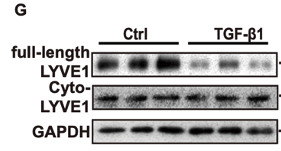 G
Ctrl TGF-β1
full-length
LYVE1
Cyto-
LYVE1
GAPDH